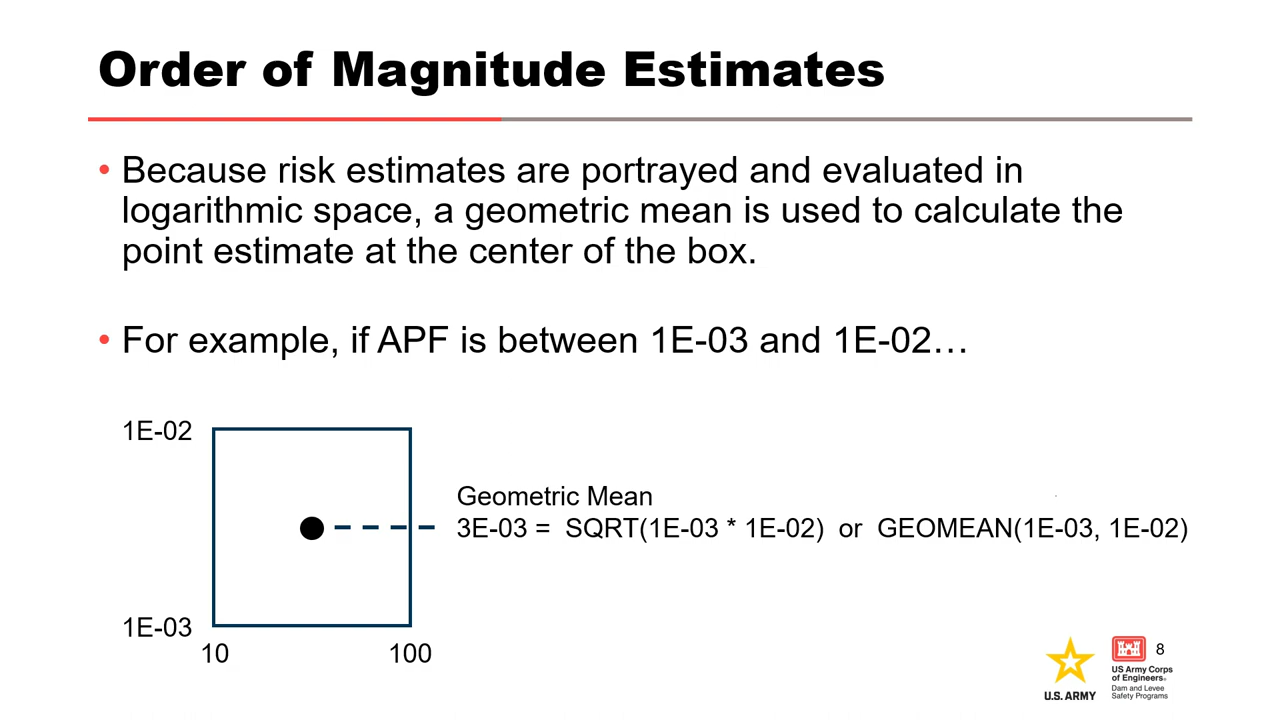 Order of Magnitude Estimates
• Because risk estimates are portrayed and evaluated in
logarithmic space, a geometric mean is used to calculate the
point estimate at the center of the box.
• For example, if APF is between 1E-03 and 1E-02…
1E-02
Geometric Mean
3E-03 = SQRT(1E-03 * 1E-02) or GEOMEAN(1E-03, 1E-02)
1E-03
10
100
U.S. ARMY
US Army Corps
of Engineers®
Dam and Levee
Safety Programs
8